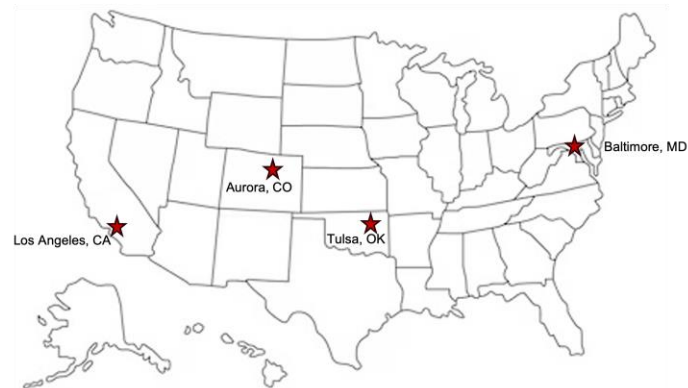 Baltimore, MD
Aurora, CO
Los Angeles, CA
Tulsa, OK